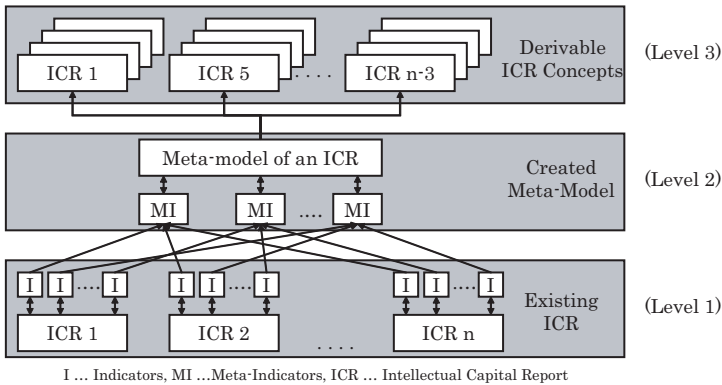 ICR 1
ICR 5
. . . .
ICR n-3
Derivable
ICR Concepts
(Level 3)
Meta-model of an ICR
MI
MI
....
MI
Created
Meta-Model
(Level 2)
I
I
....
I
I
I
....
I
I
I
....
I
ICR 1
ICR 2
. . . .
ICR n
Existing
ICR
(Level 1)
I ... Indicators, MI ...Meta-Indicators, ICR ... Intellectual Capital Report